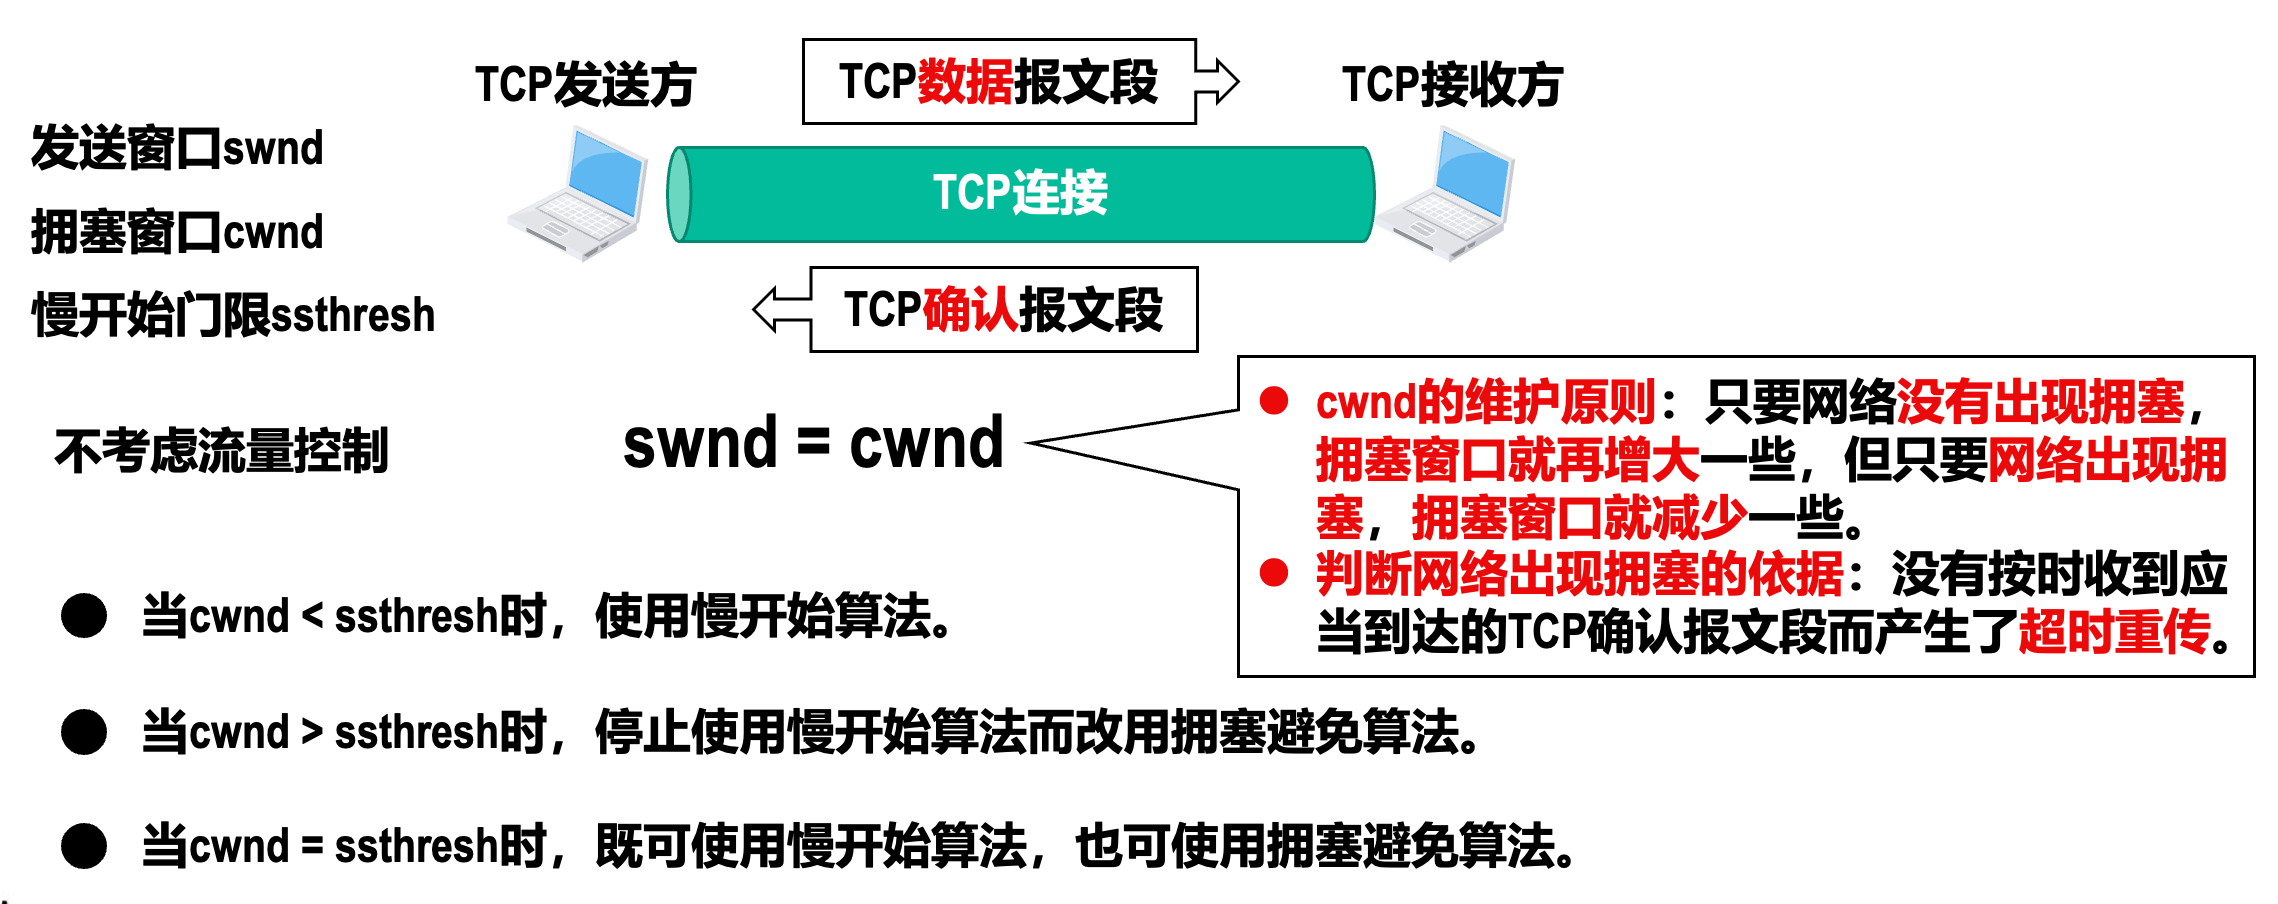 TCP发送方
TCP数据报文段
TCP接收方
发送窗口swnd
TCP连接
拥塞窗口cwnd
慢开始门限ssthresh
TCP确认报文段
不考虑流量控制
swnd = cwnd
cwnd的维护原则：只要网络没有出现拥塞，
拥塞窗口就再增大一些，但只要网络出现拥
塞，拥塞窗口就减少一些。
判断网络出现拥塞的依据：没有按时收到应
当到达的TCP确认报文段而产生了超时重传。
当cwnd < ssthresh时，使用慢开始算法。
当cwnd > ssthresh时，停止使用慢开始算法而改用拥塞避免算法。
当cwnd = ssthresh时，既可使用慢开始算法，也可使用拥塞避免算法。